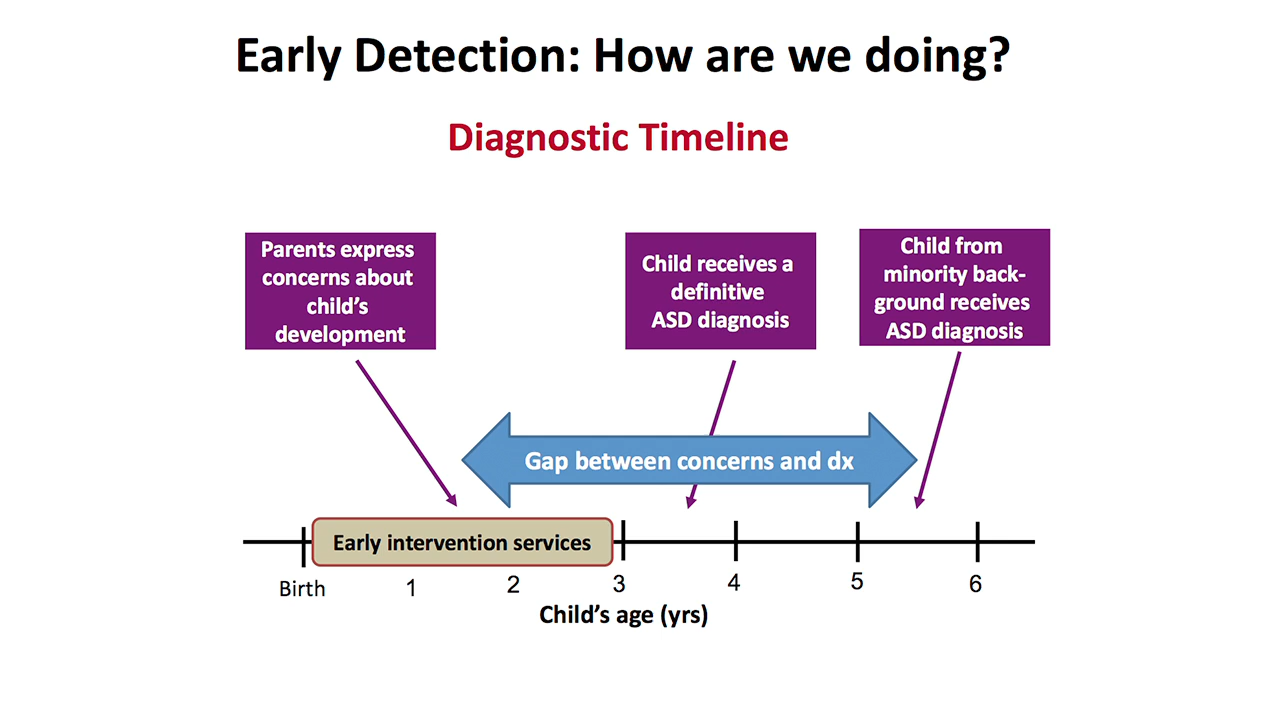 Early Detection: How are we doing?
Diagnostic Timeline
Parents express
concerns about
child's
development
Child receives a
definitive
ASD diagnosis
Child from
minority back-
ground receives
ASD diagnosis
Gap between concerns and dx
Early intervention services
Birth 1 2 3 4 5 6
Child's age (yrs)